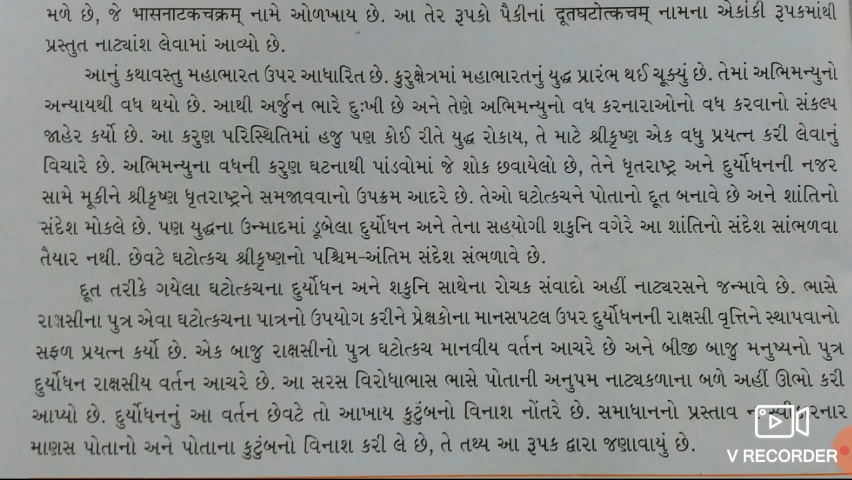 મળે છે, જે भासनाटकचक्रम् નામે ઓળખાય છે. આ તેર રૂપકો પૈકીનાં दूतघटोत्कचम् નામના એકાંકી રૂપકમાંથી
પ્રસ્તુત નાટ્યાંશ લેવામાં આવ્યો છે.
આનું કથાવસ્તુ મહાભારત ઉપર આધારિત છે. કુરુક્ષેત્રમાં મહાભારતનું યુદ્ધ પ્રારંભ થઈ ચૂક્યું છે. તેમાં અભિમન્યુનો
અન્યાયથી વધ થયો છે. આથી અર્જુન ભારે દુઃખી છે અને તેણે અભિમન્યુનો વધ કરનારાઓનો વધ કરવાનો સંકલ્પ
જાહેર કર્યો છે. આ કરુણ પરિસ્થિતિમાં હજુ પણ કોઈ રીતે યુદ્ધ રોકાય, તે માટે શ્રીકૃષ્ણ એક વધુ પ્રયત્ન કરી લેવાનું
વિચારે છે. અભિમન્યુના વધની કરુણ ઘટનાથી પાંડવોમાં જે શોક છવાયેલો છે, તેને ધૃતરાષ્ટ્ર અને દુર્યોધનની નજર
સામે મૂકીને શ્રીકૃષ્ણ ધૃતરાષ્ટ્રને સમજાવવાનો ઉપક્રમ આદરે છે. તેઓ ઘટોત્કચને પોતાનો દૂત બનાવે છે અને શાંતિનો
સંદેશ મોકલે છે. પણ યુદ્ધના ઉન્માદમાં ડૂબેલા દુર્યોધન અને તેના સહયોગી શકુનિ વગેરે આ શાંતિનો સંદેશ સાંભળવા
તૈયાર નથી. છેવટે ઘટોત્કચ શ્રીકૃષ્ણનો પશ્ચિમ-અંતિમ સંદેશ સંભળાવે છે.
દૂત તરીકે ગયેલા ઘટોત્કચના દુર્યોધન અને શકુનિ સાથેના રોચક સંવાદો અહીં નાટ્યરસને જન્માવે છે. ભાસે
રાક્ષસીના પુત્ર એવા ઘટોત્કચના પાત્રનો ઉપયોગ કરીને પ્રેક્ષકોના માનસપટલ ઉપર દુર્યોધનની રાક્ષસી વૃત્તિને સ્થાપવાનો
સફળ પ્રયત્ન કર્યો છે. એક બાજુ રાક્ષસીનો પુત્ર ઘટોત્કચ માનવીય વર્તન આચરે છે અને બીજી બાજુ મનુષ્યનો પુત્ર
દુર્યોધન રાક્ષસીય વર્તન આચરે છે. આ સરસ વિરોધાભાસ ભાસે પોતાની અનુપમ નાટ્યકળાના બળે અહીં ઊભો કરી
આપ્યો છે. દુર્યોધનનું આ વર્તન છેવટે તો આખાય કુટુંબનો વિનાશ નોંતરે છે. સમાધાનનો પ્રસ્તાવ
માણસ પોતાનો અને પોતાના કુટુંબનો વિનાશ કરી લે છે, તે તથ્ય આ રૂપક દ્વારા જણાવાયું છે.
V RECORDER